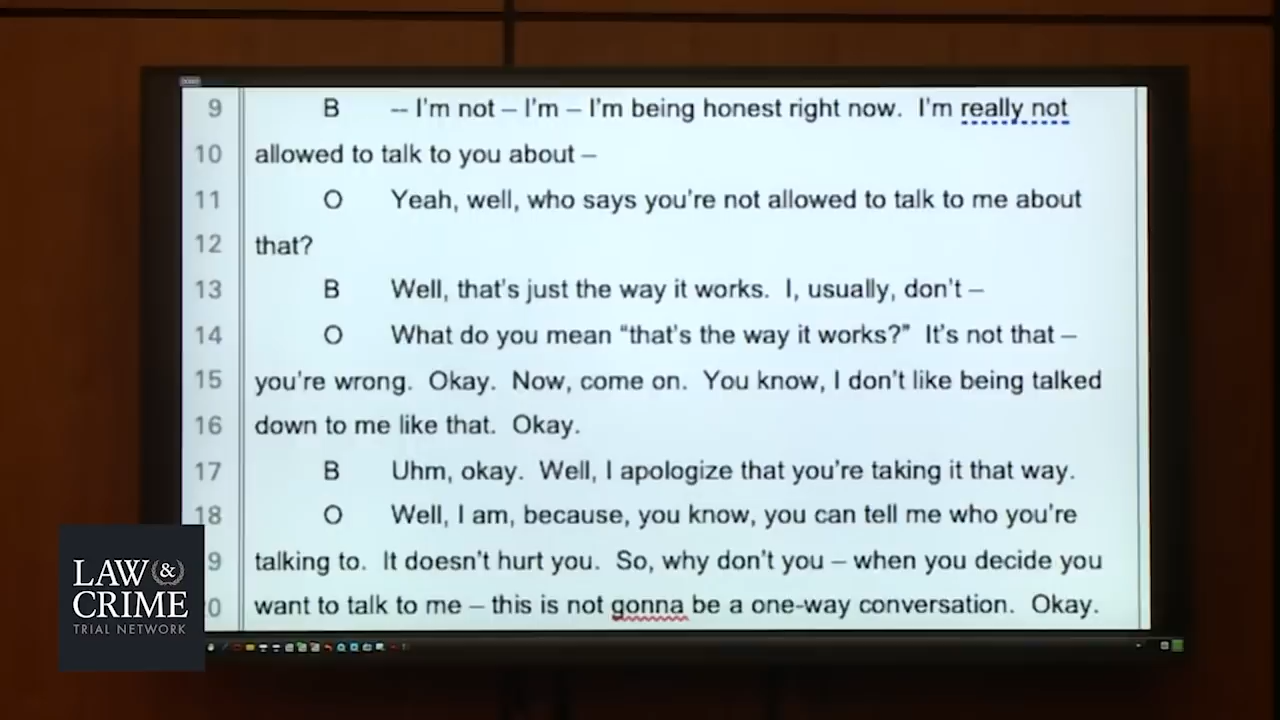 9 B -- I'm not – I'm – I'm being honest right now. I'm really not
10 allowed to talk to you about –
11 O Yeah, well, who says you're not allowed to talk to me about
12 that?
13 B Well, that's just the way it works. I, usually, don't –
14 O What do you mean “that's the way it works?” It's not that –
15 you're wrong. Okay. Now, come on. You know, I don't like being talked
16 down to me like that. Okay.
17 B Uhm, okay. Well, I apologize that you're taking it that way.
18 O Well, I am, because, you know, you can tell me who you're
9 talking to. It doesn't hurt you. So, why don't you – when you decide you
0 want to talk to me – this is not gonna be a one-way conversation. Okay.
LAW &
CRIME
TRIAL NETWORK